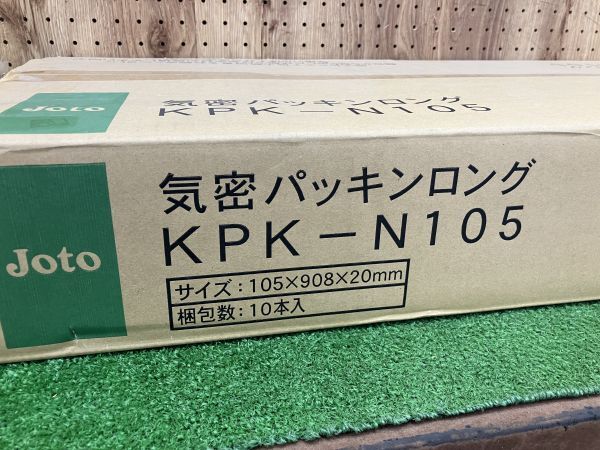 Joto
気密パッキンロング
KPK-N105
Joto
気密パッキンロング
KPK-N105
サイズ:105×908×20mm
梱包数:10本入